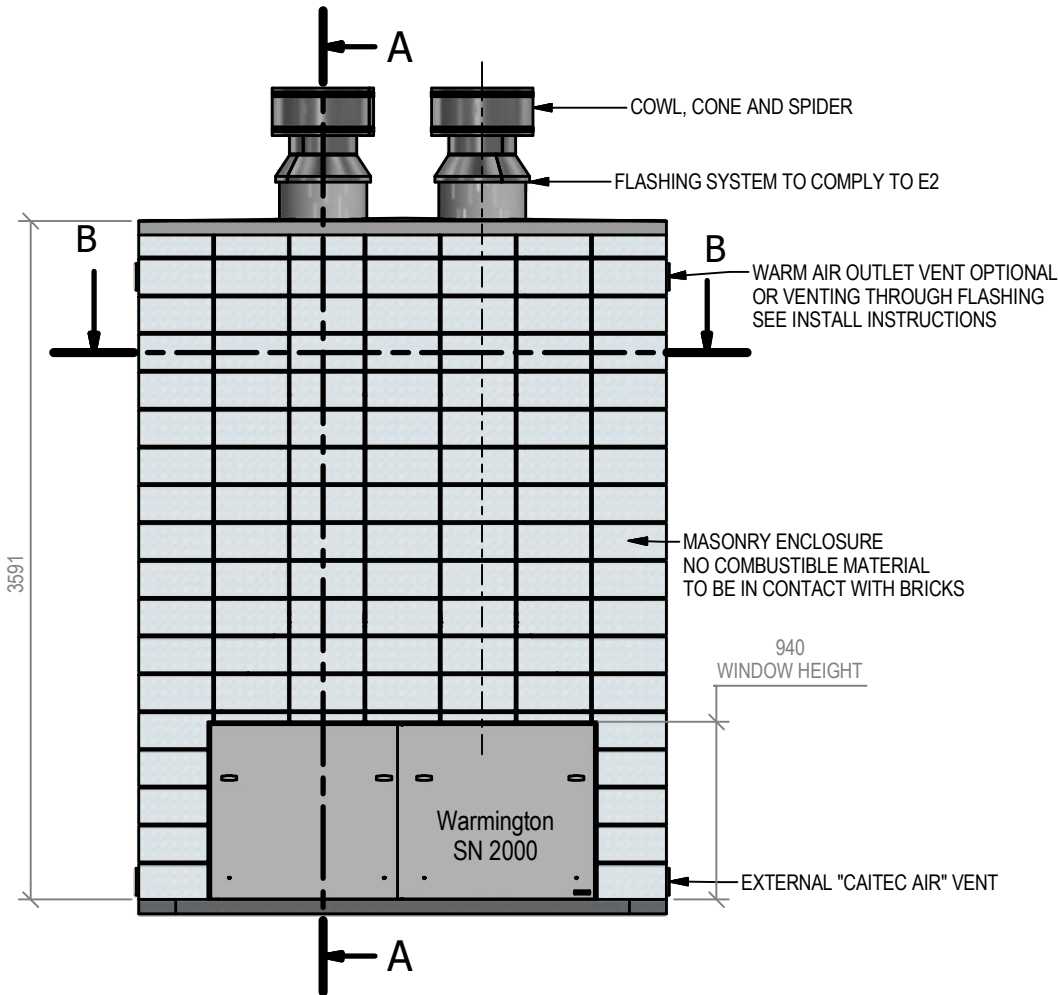 A
COWL, CONE AND SPIDER
FLASHING SYSTEM TO COMPLY TO E2
B
B
WARM AIR OUTLET VENT OPTIONAL
OR VENTING THROUGH FLASHING
SEE INSTALL INSTRUCTIONS
MASONRY ENCLOSURE
NO COMBUSTIBLE MATERIAL
TO BE IN CONTACT WITH BRICKS
3591
940
WINDOW HEIGHT
Warmington
SN 2000
EXTERNAL "CAITEC AIR" VENT
A